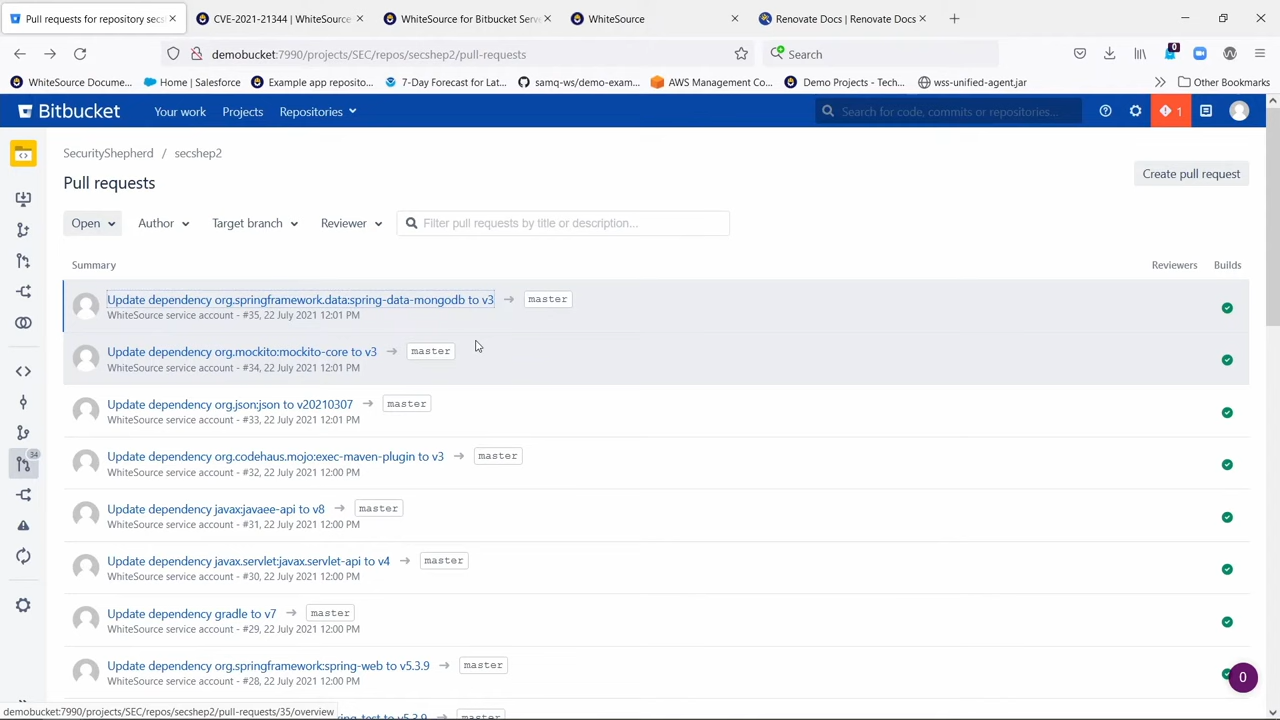 Pull requests for repository secs
CVE-2021-21344 | WhiteSource
WhiteSource for Bitbucket Serve
WhiteSource
Renovate Docs | Renovate Docs
demobucket:7990/projects/SEC/repos/secshep2/pull-requests
Search
0
WhiteSource Docume...
Home | Salesforce
Example app reposito...
7-Day Forecast for Lat...
samq-ws/demo-exam...
AWS Management Co...
Demo Projects - Tech...
wss-unified-agent.jar
Other Bookmarks
Bitbucket
Your work
Projects
Repositories
Search for code, commits or repositories...
1
SecurityShepherd / secshep2
Pull requests
Create pull request
Open
Author
Target branch
Reviewer
Filter pull requests by title or description...
Summary
Reviewers
Builds
Update dependency org.springframework.data:spring-data-mongodb to v3 → master
WhiteSource service account - #35, 22 July 2021 12:01 PM
Update dependency org.mockito:mockito-core to v3 → master
WhiteSource service account - #34, 22 July 2021 12:01 PM
Update dependency org.json:json to v20210307 → master
WhiteSource service account - #33, 22 July 2021 12:01 PM
Update dependency org.codehaus.mojo:exec-maven-plugin to v3 → master
WhiteSource service account - #32, 22 July 2021 12:00 PM
34
Update dependency javax:javaee-api to v8 → master
WhiteSource service account - #31, 22 July 2021 12:00 PM
Update dependency javax.servlet:javax.servlet-api to v4 → master
WhiteSource service account - #30, 22 July 2021 12:00 PM
Update dependency gradle to v7 → master
WhiteSource service account - #29, 22 July 2021 12:00 PM
Update dependency org.springframework:spring-web to v5.3.9 → master
WhiteSource service account - #28, 22 July 2021 12:00 PM
0
demobucket:7990/projects/SEC/repos/secshep2/pull-requests/35/overview
ring-test to v5.3.9 master